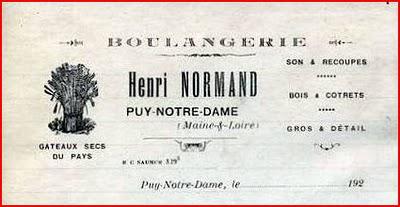 BOULANGERIE
Henri NORMAND
PUY-NOTRE-DAME
(Maine-&-Loire)
GATEAUX SECS
DU PAYS
SON & RECOUPES
BOIS & COTRETS
GROS & DÉTAIL
R C SAUMUR
Puy-Notre-Dame, le 192